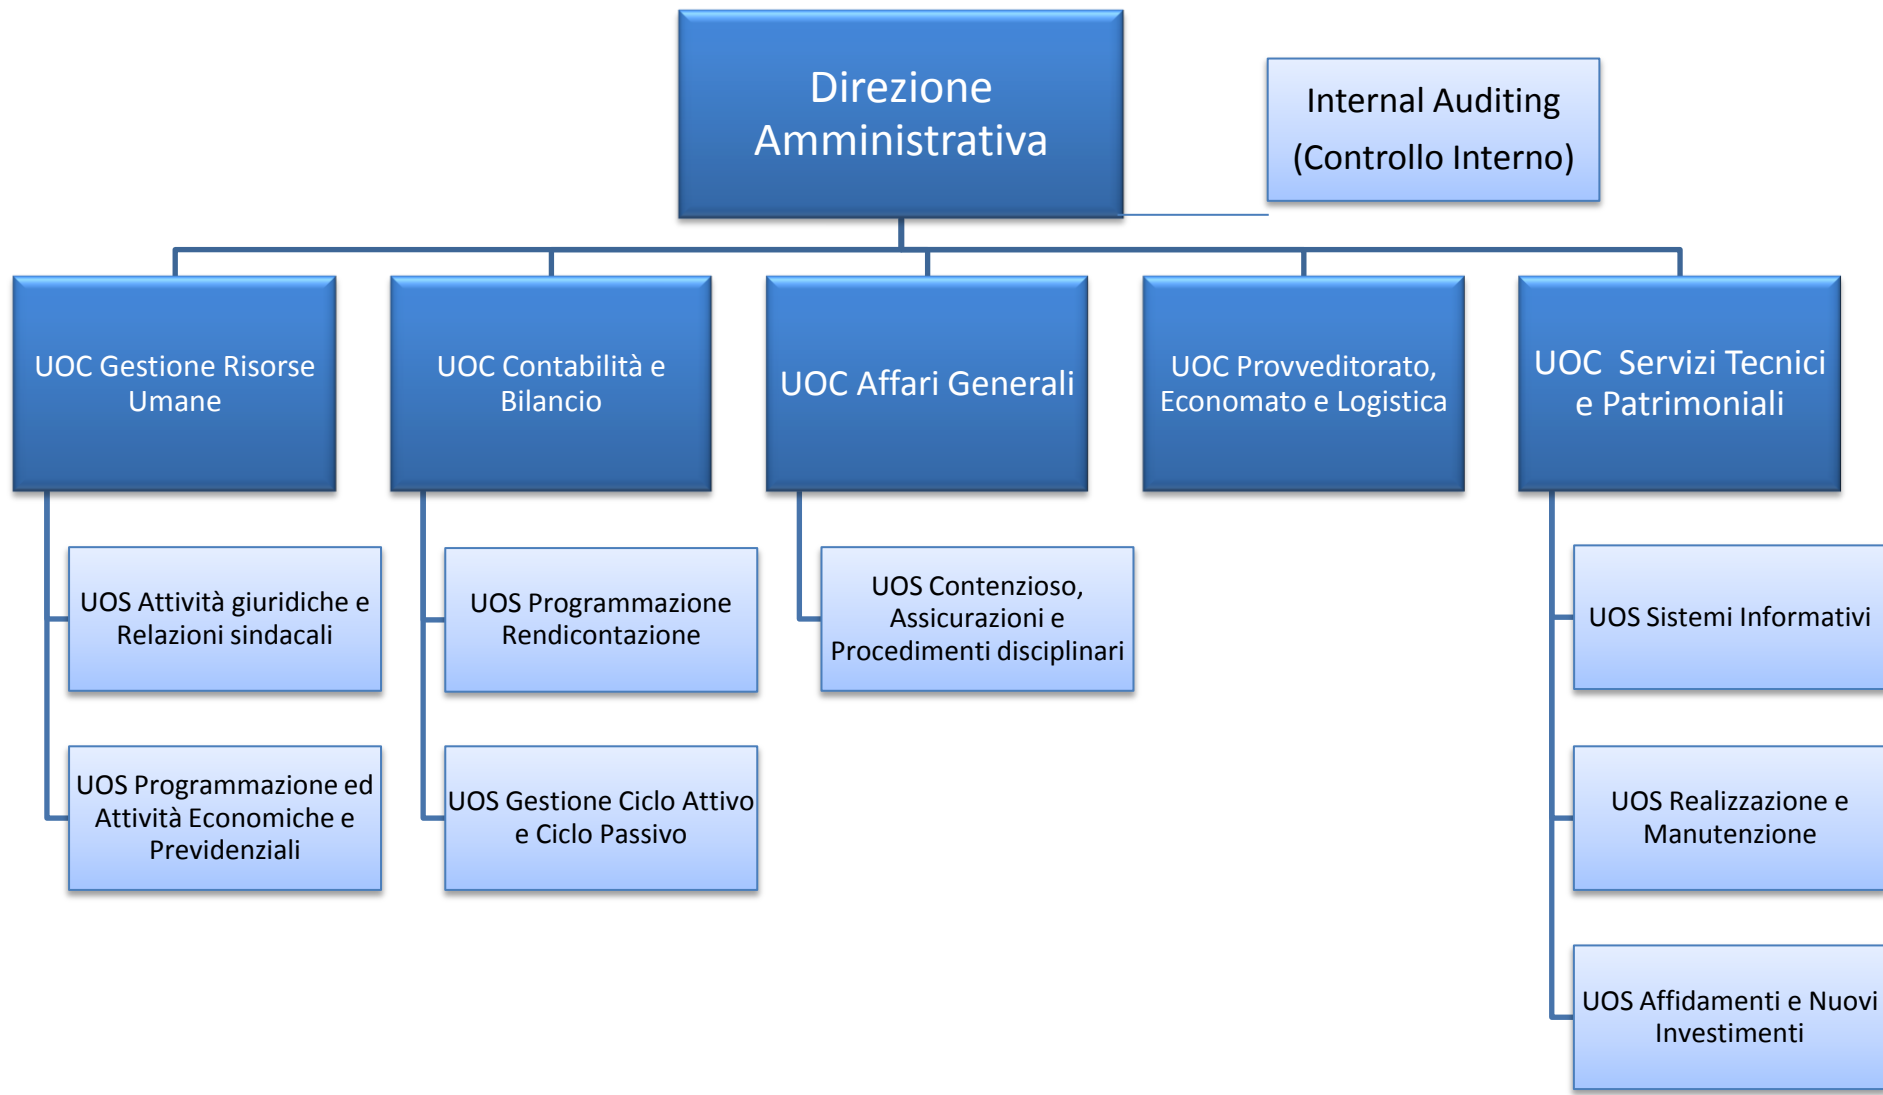 Direzione
Amministrativa
Internal Auditing
(Controllo Interno)
UOC Gestione Risorse
Umane
UOC Contabilità e
Bilancio
UOC Affari Generali
UOC Provveditorato,
Economato e Logistica
UOC  Servizi Tecnici
e Patrimoniali
UOS Attività giuridiche e
Relazioni sindacali
UOS Programmazione
Rendicontazione
UOS Contenzioso,
Assicurazioni e
Procedimenti disciplinari
UOS Sistemi Informativi
UOS Programmazione ed
Attività Economiche e
Previdenziali
UOS Gestione Ciclo Attivo
e Ciclo Passivo
UOS Realizzazione e
Manutenzione
UOS Affidamenti e Nuovi
Investimenti